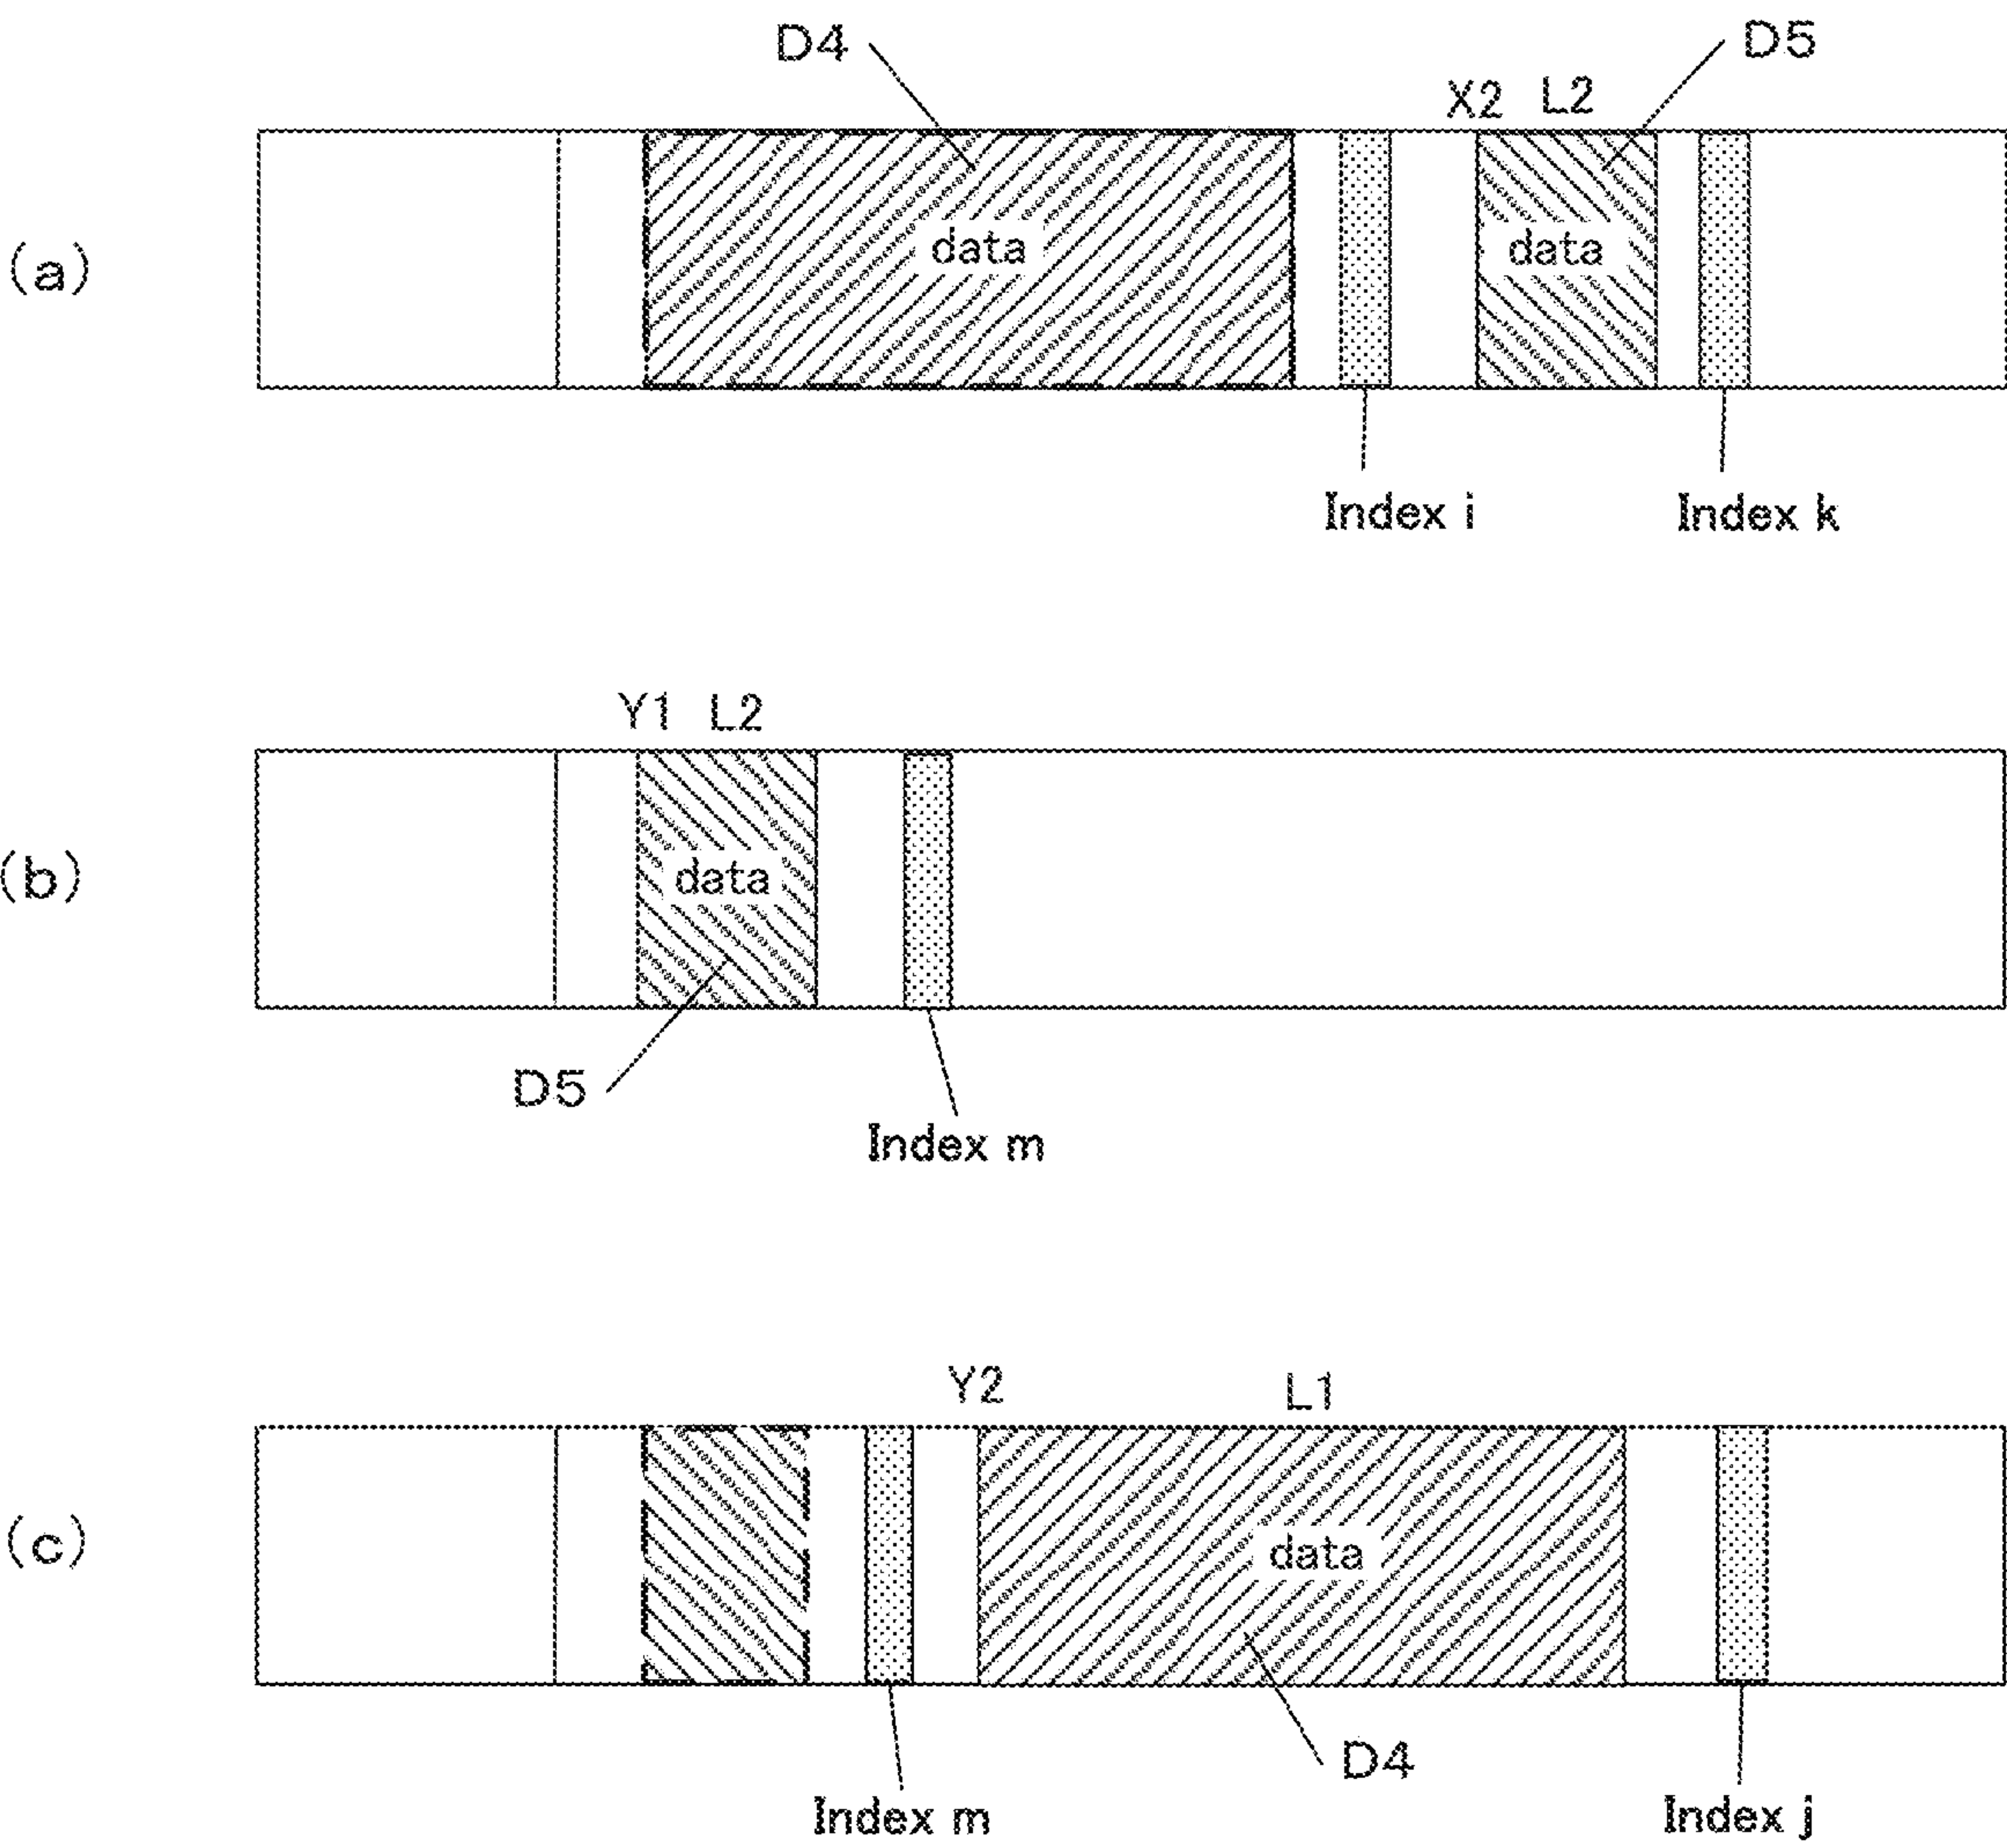 D4
D5
X2 L2
(a)
data
data
Index i
Index k
Y1 L2
(b)
data
D5
Index m
Y2
L1
(c)
data
D4
Index m
Index j